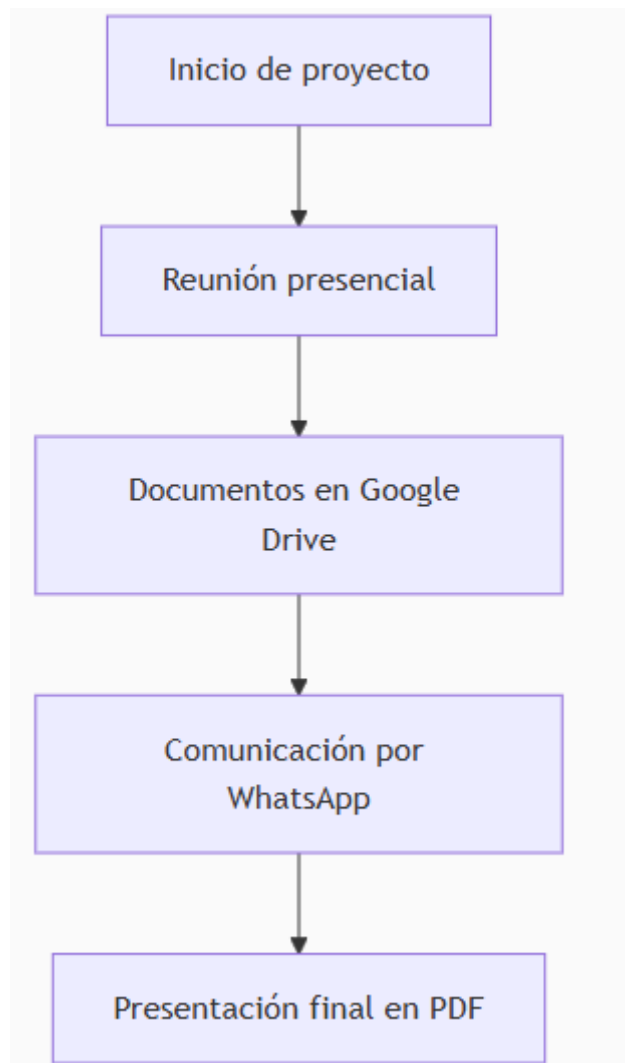 Inicio de proyecto
Reunión presencial
Documentos en Google
Drive
Comunicación por
WhatsApp
Presentación final en PDF